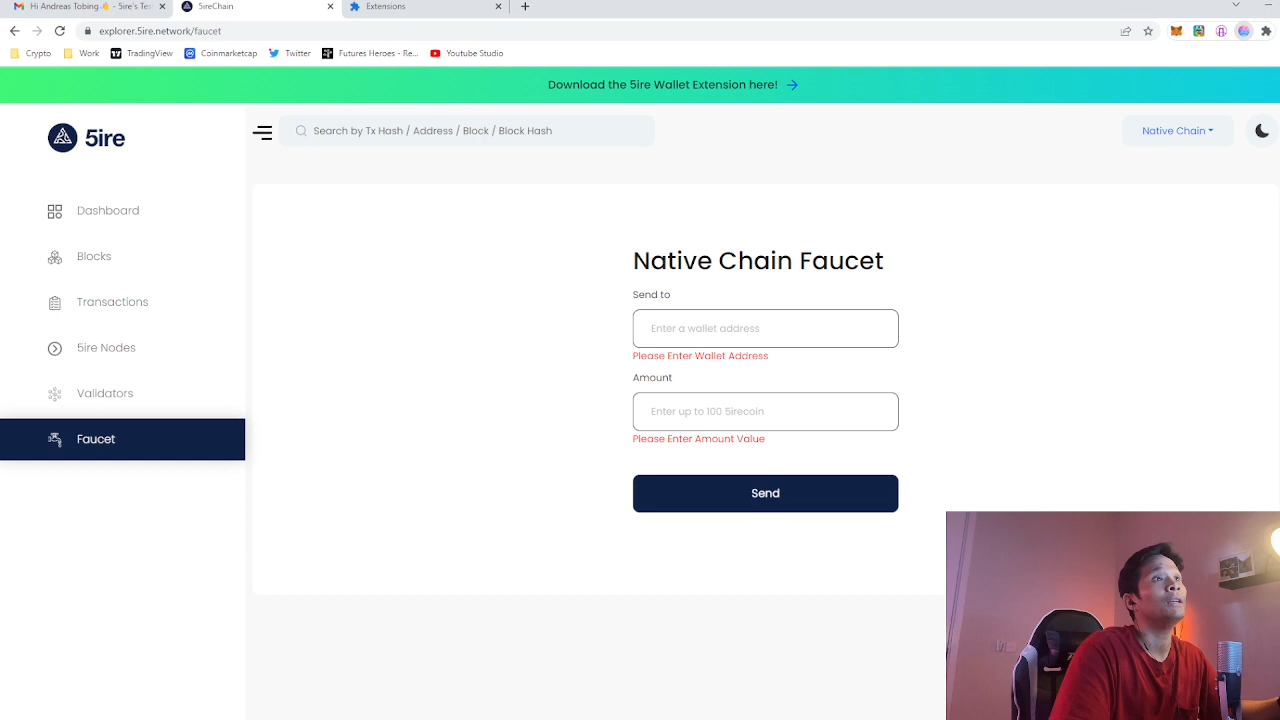 Hi Andreas Tobing👋 - 5ire's Tes
5ireChain
Extensions
explorer.5ire.network/faucet
Crypto
Work
TradingView
Coinmarketcap
Twitter
Futures Heroes - Re...
Youtube Studio
Download the 5ire Wallet Extension here!
5ire
Search by Tx Hash / Address / Block / Block Hash
Native Chain
Dashboard
Blocks
Transactions
5ire Nodes
Validators
Faucet
Native Chain Faucet
Send to
Enter a wallet address
Please Enter Wallet Address
Amount
Enter up to 100 5irecoin
Please Enter Amount Value
Send